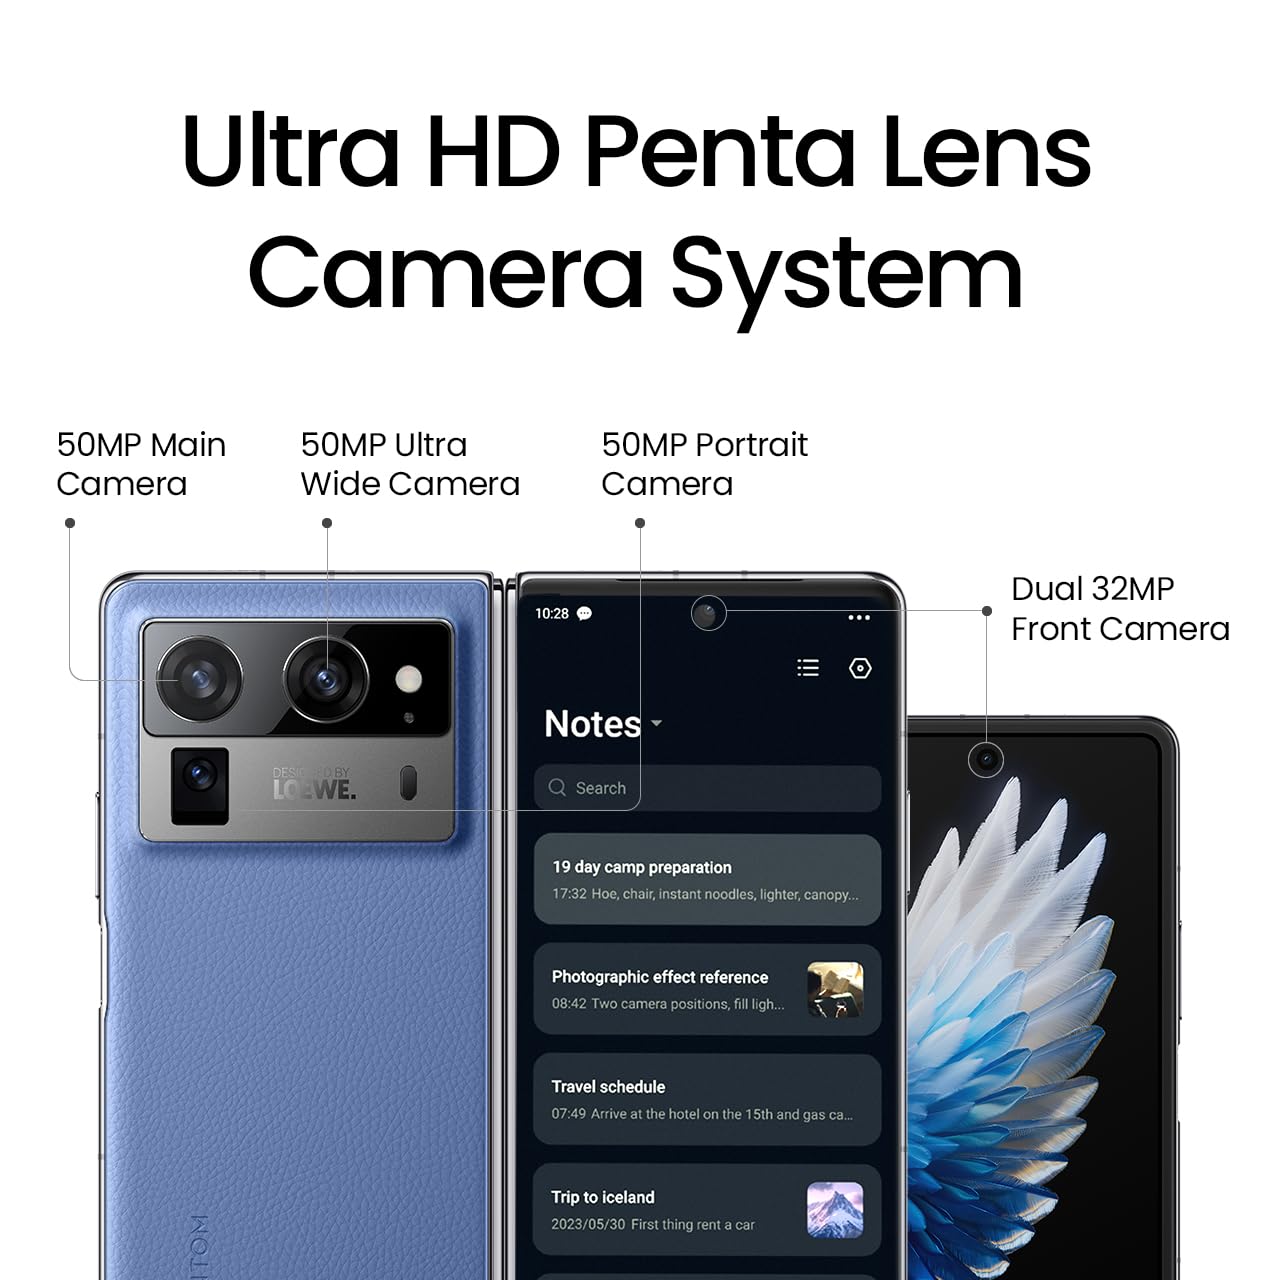 Ultra HD Penta Lens
Camera System
50MP Main
Camera
50MP Ultra
Wide Camera
50MP Portrait
Camera
Dual 32MP
Front Camera
DESIGNED BY
LOEWE.
10:28
Notes
Search
19 day camp preparation
17:32 Hoe, chair, instant noodles, lighter, canopy...
Photographic effect reference
08:42 Two camera positions, fill ligh...
Travel schedule
07:49 Arrive at the hotel on the 15th and gas ca...
Trip to iceland
2023/05/30 First thing rent a car
NTOM